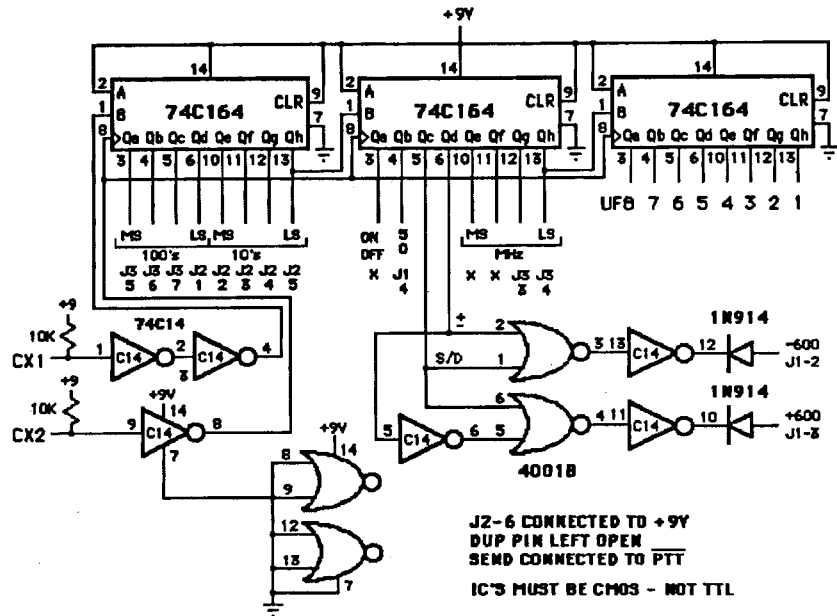 +9V
14 14 14
2 A 9 2 A 9 2 A 9
1 B 74C164 CLR 1 B 74C164 CLR 1 B 74C164 CLR
7 7 7
8 Qa Qb Qc Qd Qe Qf Qg Qh 8 Qa Qb Qc Qd Qe Qf Qg Qh 8 Qa Qb Qc Qd Qe Qf Qg Qh
3 4 5 6 10 11 12 13 3 4 5 6 10 11 12 13 3 4 5 6 10 11 12 13
UF8 7 6 5 4 3 2 1
MS LS MS LS
100's 10's
J3 J3 J3 J2 J2 J2 J2 J2
5 6 7 1 2 3 4 5
ON 5
OFF 0
X J1
4
MS LS
MHz
X X J3 J3
3 4
+9
10K
CX1
74C14
1 C14 2
3 C14 4
+9
10K
CX2
+9V
14
9 C14 8
7
±
S/D
2
1
3 13 C14 12
1N914
-600
J1-2
6
5 C14 6 5
4 11 C14 10
1N914
+600
J1-3
4001B
+9V
14
8
9
12
13
7
J2-6 CONNECTED TO +9V
DUP PIN LEFT OPEN
SEND CONNECTED TO PTT
IC'S MUST BE CMOS - NOT TTL